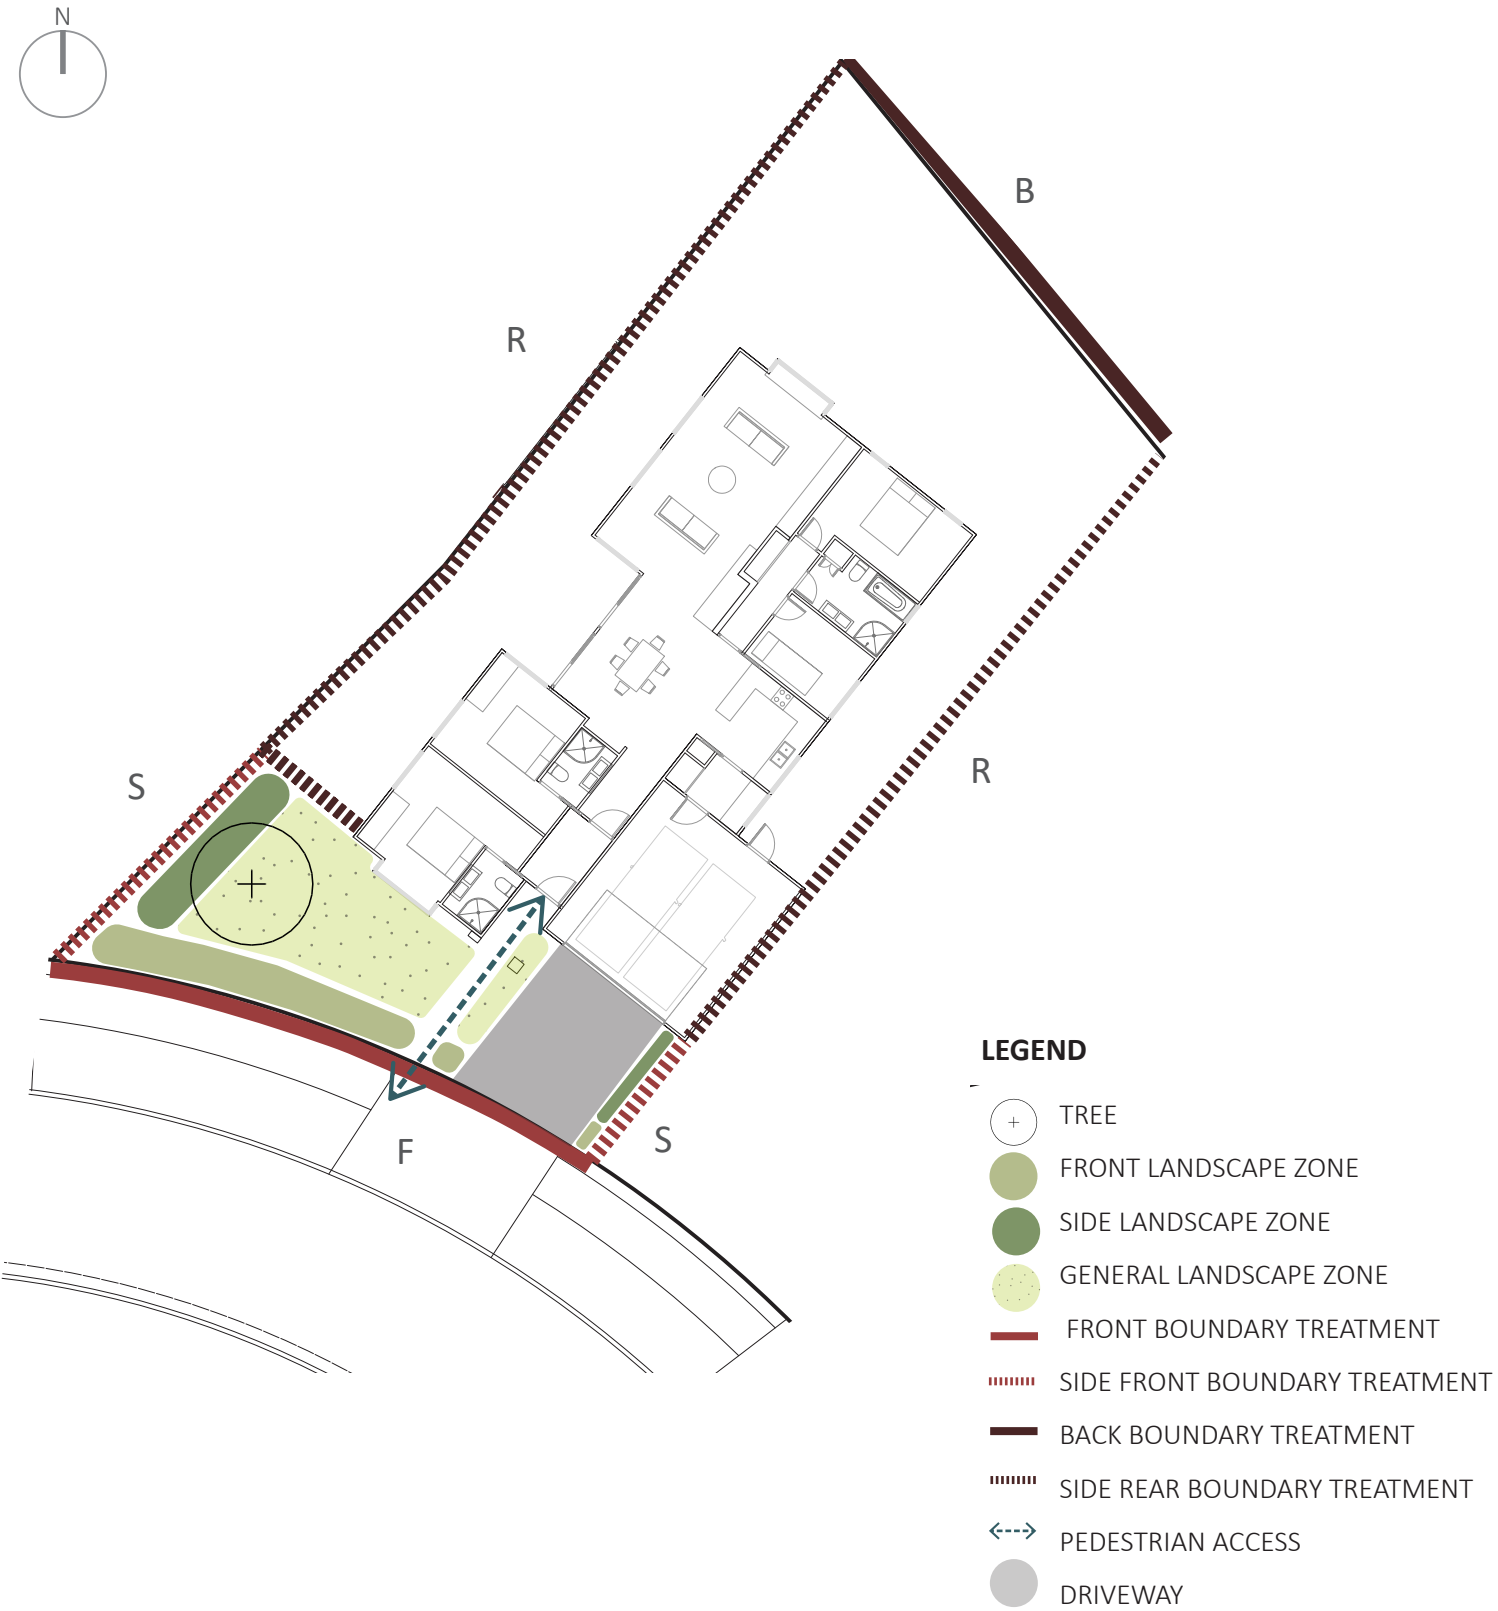 N
B
R
S
R
F
S
LEGEND
TREE
FRONT LANDSCAPE ZONE
SIDE LANDSCAPE ZONE
GENERAL LANDSCAPE ZONE
FRONT BOUNDARY TREATMENT
SIDE FRONT BOUNDARY TREATMENT
BACK BOUNDARY TREATMENT
SIDE REAR BOUNDARY TREATMENT
PEDESTRIAN ACCESS
DRIVEWAY